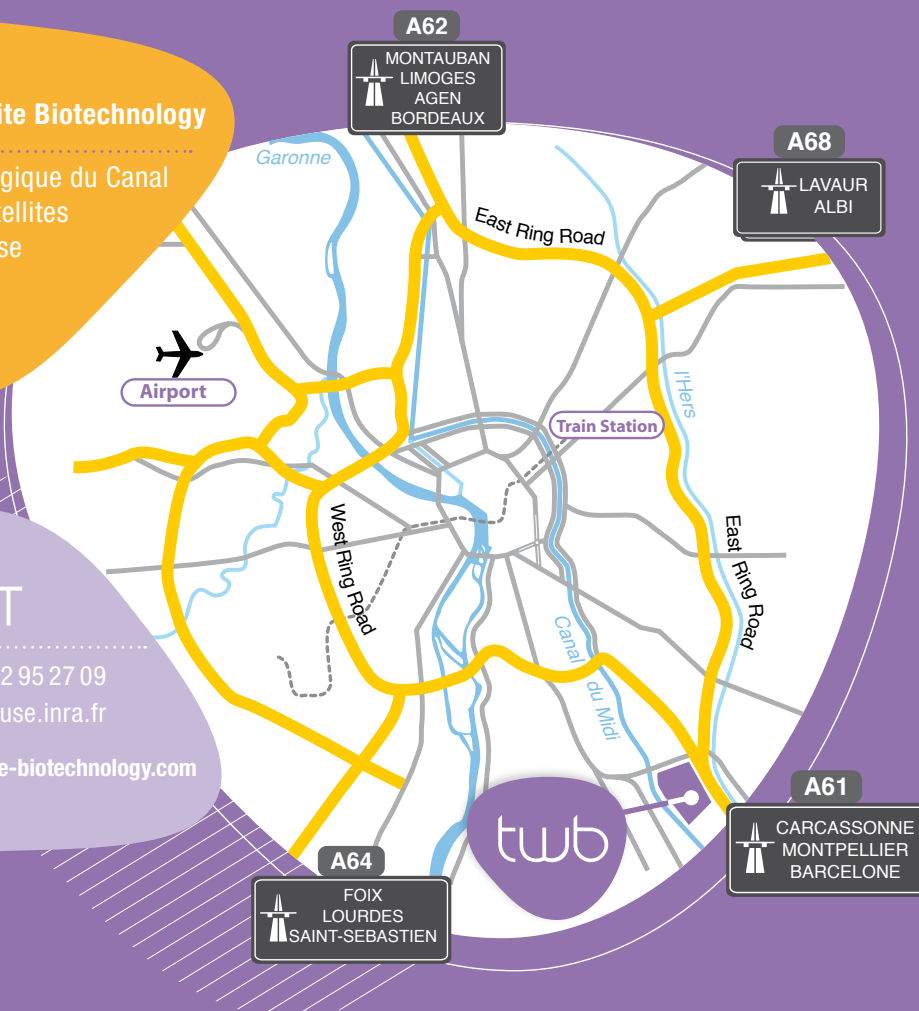 ite Biotechnology
gique du Canal
tellites
se
A62
MONTAUBAN
LIMOGES
AGEN
BORDEAUX
A68
LAVAUR
ALBI
Garonne
East Ring Road
l'Hers
Airport
Train Station
West Ring Road
East Ring Road
Canal du Midi
T
2 95 27 09
use.inra.fr
e-biotechnology.com
twb
A61
CARCASSONNE
MONTPELLIER
BARCELONE
A64
FOIX
LOURDES
SAINT-SEBASTIEN